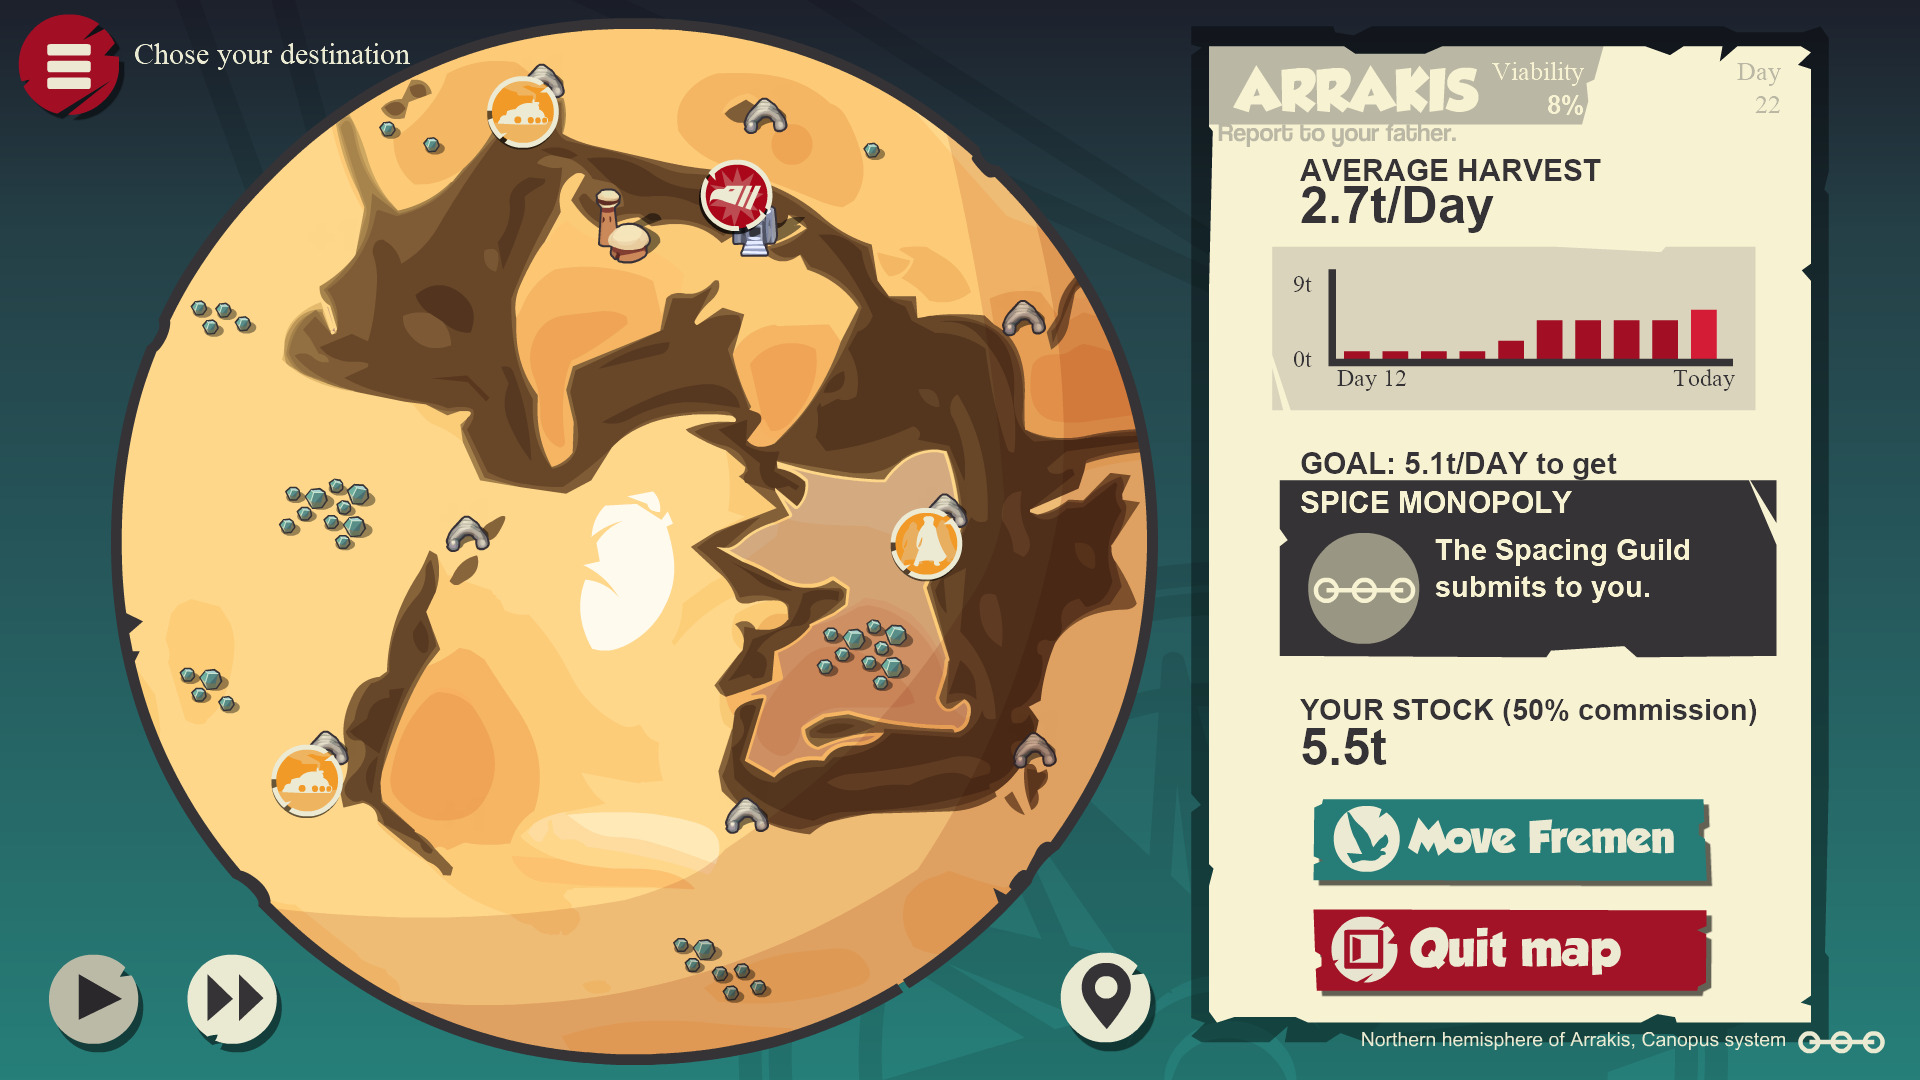 Chose your destination
ARRAKIS
Viability
8%
Day
22
Report to your father.
AVERAGE HARVEST
2.7t/Day
9t
0t
Day 12
Today
GOAL: 5.1t/DAY to get
SPICE MONOPOLY
The Spacing Guild
submits to you.
YOUR STOCK (50% commission)
5.5t
Move Fremen
Quit map
Northern hemisphere of Arrakis, Canopus system